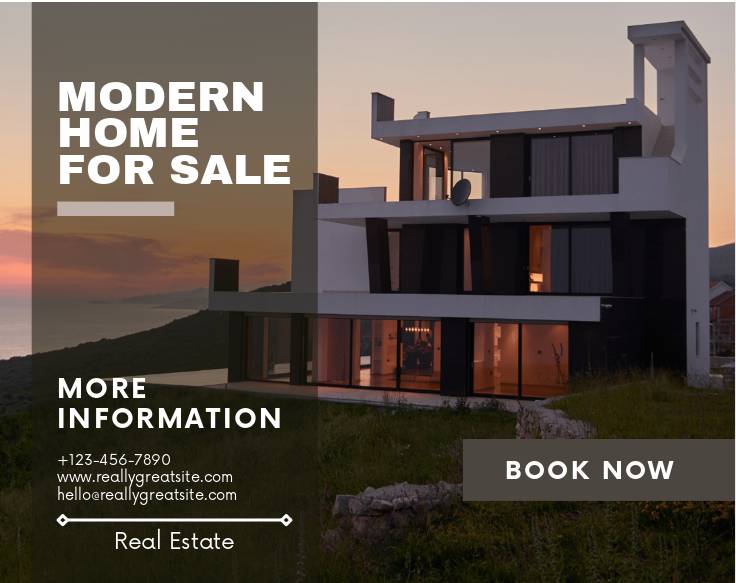 MODERN
HOME
FOR SALE
MORE
INFORMATION
+123-456-7890
www.reallygreatsite.com
hello@reallygreatsite.com
Real Estate
BOOK NOW